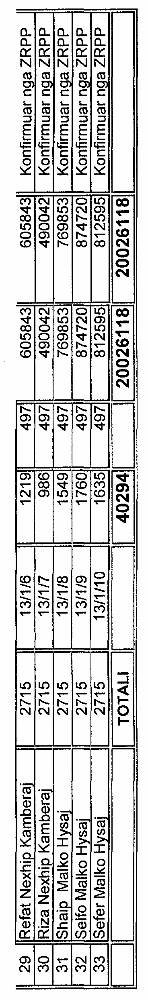 29 Refat Nexhip Kamberaj 2715 13/1/6 1219 497 605843 605843 Konfirmuar nga ZRPP
30 Riza Nexhip Kamberaj 2715 13/1/7 986 497 490042 490042 Konfirmuar nga ZRPP
31 Shaip Malko Hysaj 2715 13/1/8 1549 497 769853 769853 Konfirmuar nga ZRPP
32 Selfo Malko Hysaj 2715 13/1/9 1760 497 874720 874720 Konfirmuar nga ZRPP
33 Sefer Malko Hysaj 2715 13/1/10 1635 497 812595 812595 Konfirmuar nga ZRPP
TOTALI 40294 20026118 20026118